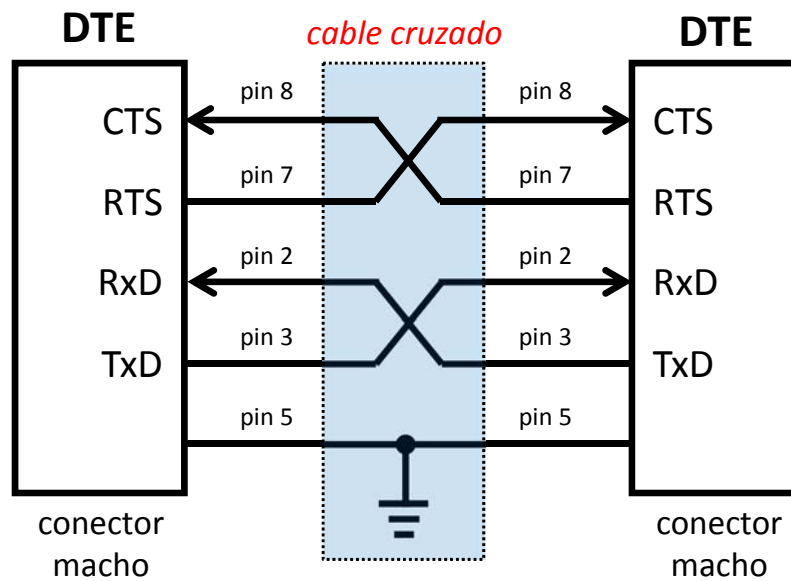 DTE
cable cruzado
DTE
pin 8
pin 8
CTS
CTS
pin 7
pin 7
RTS
RTS
pin 2
pin 2
RxD
RxD
pin 3
pin 3
TxD
TxD
pin 5
pin 5
conector
macho
conector
macho